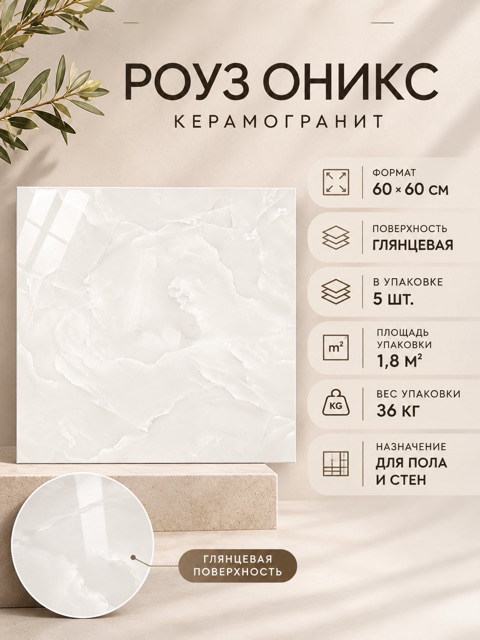 РОУЗ ОНИКС
КЕРАМОГРАНИТ
ФОРМАТ
60 × 60 СМ
ПОВЕРХНОСТЬ
ГЛЯНЦЕВАЯ
В УПАКОВКЕ
5 ШТ.
m²
ПЛОЩАДЬ
УПАКОВКИ
1,8 М²
KG
ВЕС УПАКОВКИ
36 КГ
НАЗНАЧЕНИЕ
ДЛЯ ПОЛА
И СТЕН
ГЛЯНЦЕВАЯ
ПОВЕРХНОСТЬ